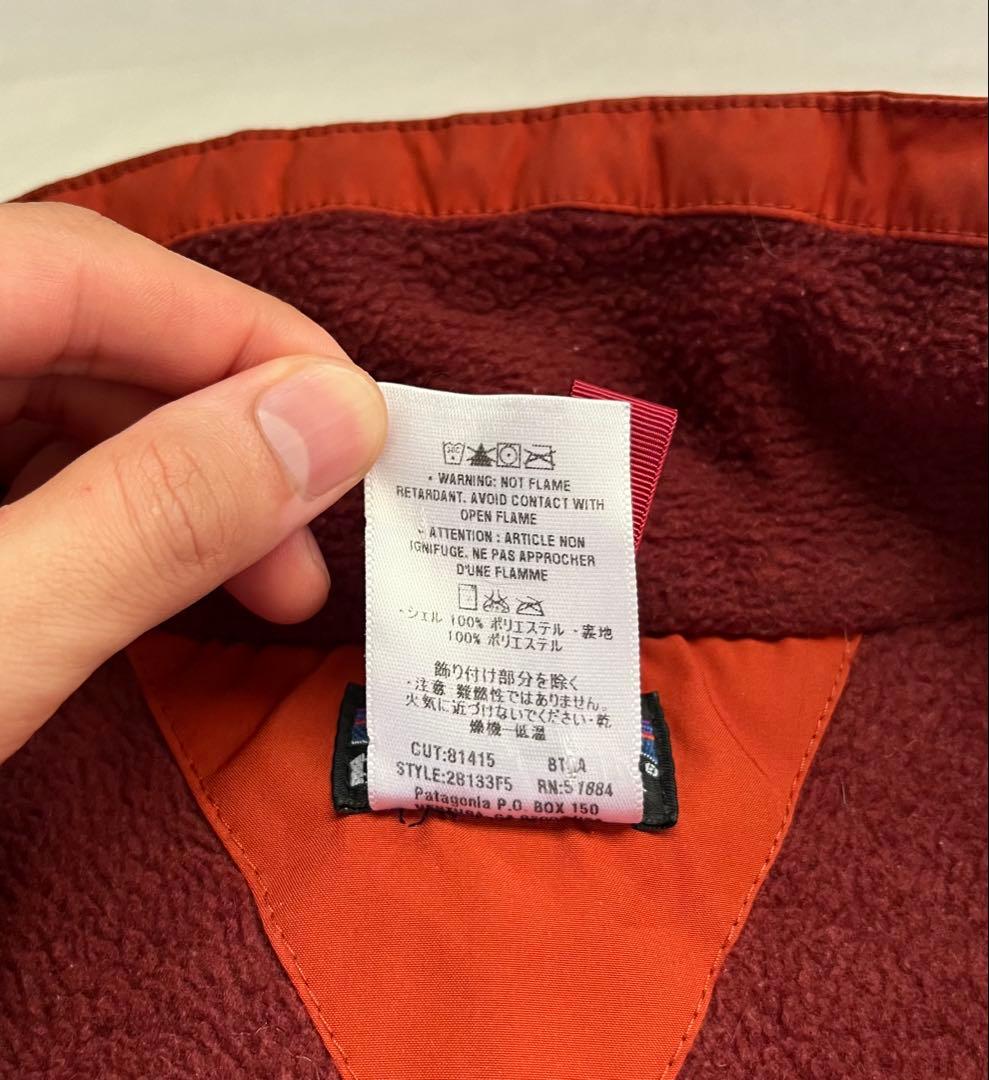 • WARNING: NOT FLAME
RETARDANT. AVOID CONTACT WITH
OPEN FLAME
• ATTENTION : ARTICLE NON
IGNIFUGE. NE PAS APPROCHER
D'UNE FLAMME
・シェル 100% ポリエステル・裏地
100% ポリエステル
飾り付け部分を除く
・注意 難燃性ではありません。
火気に近づけないでください・乾
燥機―低温
CUT:81415
STYLE:28133F5 RN:51884
Patagonia P.O. BOX 150
VENTURA, CA